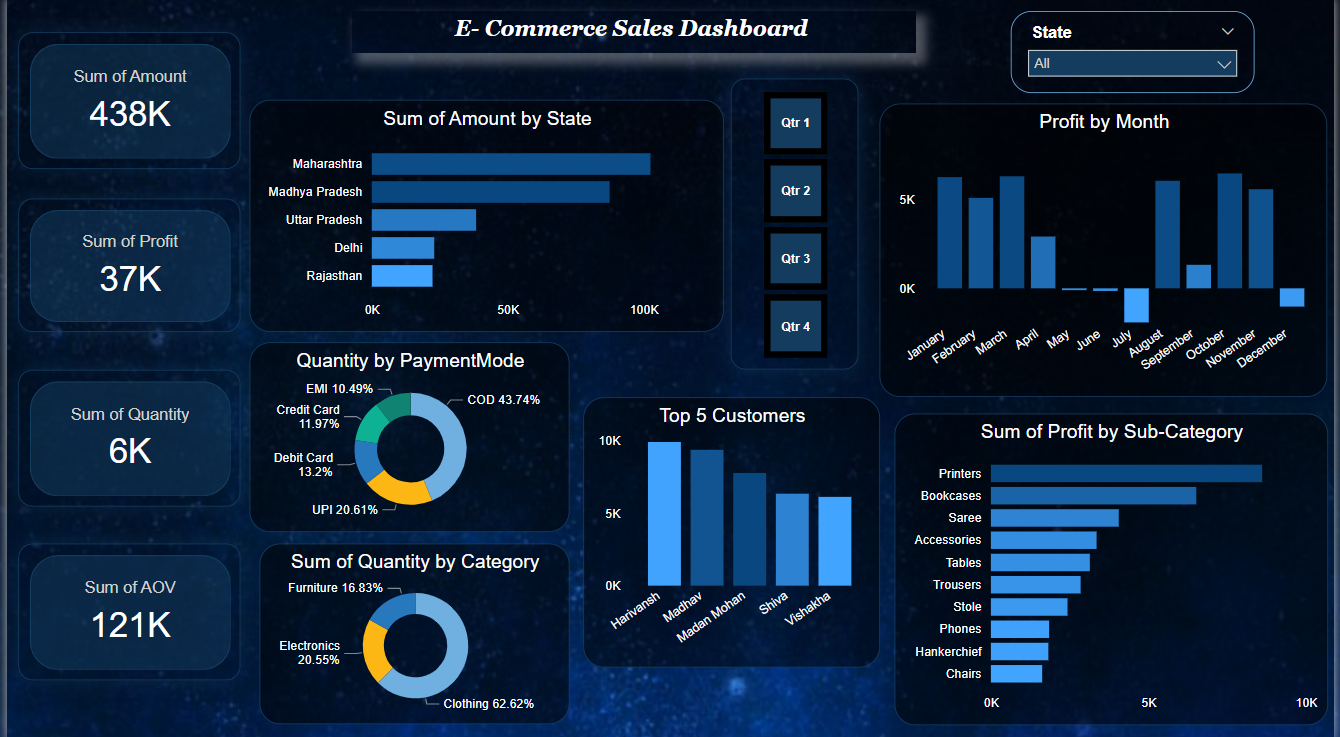 E- Commerce Sales Dashboard
State
All
Sum of Amount
438K
Sum of Profit
37K
Sum of Quantity
6K
Sum of AOV
121K
Sum of Amount by State
Maharashtra
Madhya Pradesh
Uttar Pradesh
Delhi
Rajasthan
0K 50K 100K
Qtr 1
Qtr 2
Qtr 3
Qtr 4
Profit by Month
5K
0K
January February March April May June July August September October November December
Quantity by PaymentMode
EMI 10.49%
COD 43.74%
Credit Card
11.97%
Debit Card
13.2%
UPI 20.61%
Sum of Quantity by Category
Furniture 16.83%
Electronics
20.55%
Clothing 62.62%
Top 5 Customers
10K
5K
0K
Harivansh Madhav Madan Mohan Shiva Vishakha
Sum of Profit by Sub-Category
Printers
Bookcases
Saree
Accessories
Tables
Trousers
Stole
Phones
Hankerchief
Chairs
0K 5K 10K